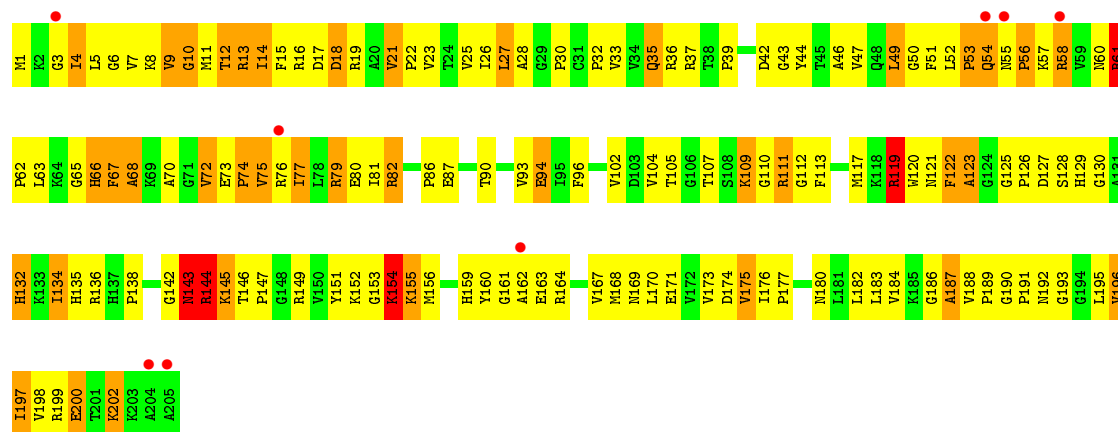 M1 K2 G3 I4 L5 G6 V7 K8 V9 G10 M11 T12 R13 I14 F15 R16 D17 D18 R19 A20 V21 P22 V23 T24 V25 I26 L27 A28 G29 P30 C31 P32 V33 V34 Q35 R36 R37 T38 P39 D42 G43 Y44 T45 A46 V47 Q48 L49 G50 F51 L52 P53 Q54 N55 P56 K57 R58 V59 N60 R61
P62 L63 K64 G65 H66 F67 A68 K69 A70 G71 V72 E73 P74 V75 R76 I77 L78 R79 E80 I81 R82 P86 E87 T90 V93 E94 I95 F96 V102 D103 V104 T105 G106 T107 S108 K109 G110 R111 G112 F113 M117 K118 R119 W120 N121 F122 A123 G124 G125 P126 D127 S128 H129 G130 A131
H132 K133 I134 H135 R136 H137 P138 G142 N143 R144 K145 T146 P147 G148 R149 V150 Y151 K152 G153 K154 K155 M156 H159 Y160 G161 A162 E163 R164 V167 M168 N169 L170 E171 V172 V173 D174 V175 I176 P177 N180 L181 L182 L183 V184 K185 G186 A187 V188 P189 G190 P191 N192 G193 G194 L195 V196
I197 V198 R199 E200 T201 K202 K203 A204 A205